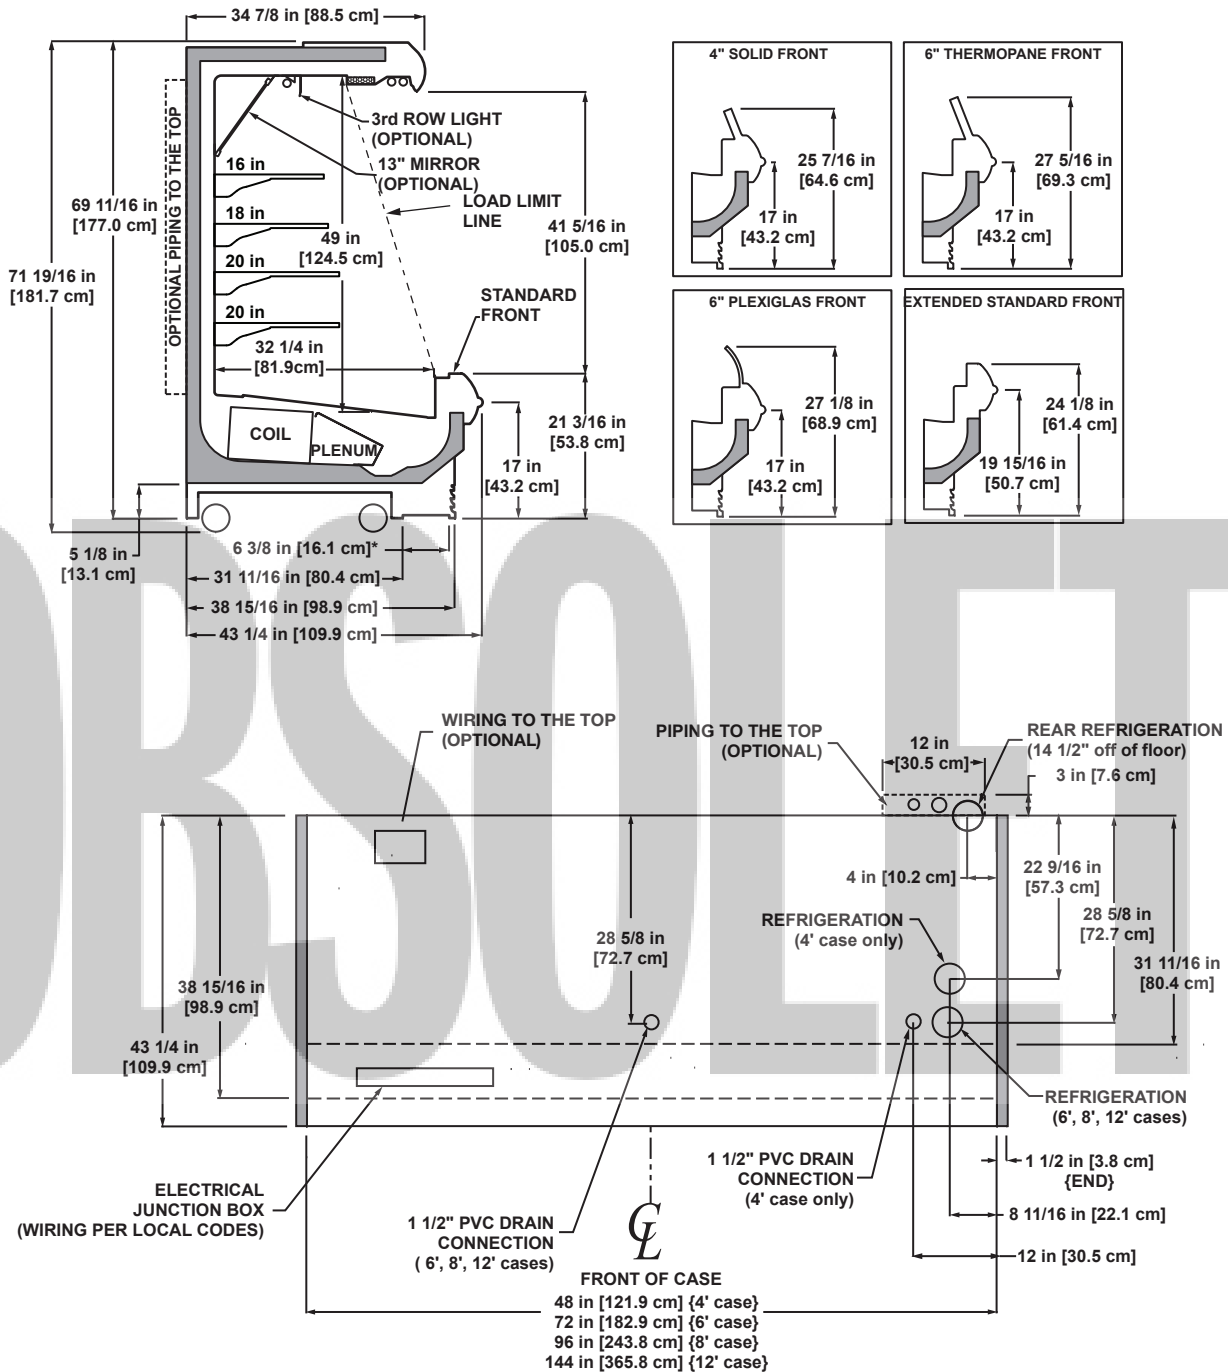 34 7/8 in [88.5 cm]
69 11/16 in
[177.0 cm]
71 19/16 in
[181.7 cm]
OPTIONAL PIPING TO THE TOP
3rd ROW LIGHT
(OPTIONAL)
13" MIRROR
(OPTIONAL)
LOAD LIMIT
LINE
16 in
18 in
20 in
20 in
49 in
[124.5 cm]
32 1/4 in
[81.9cm]
41 5/16 in
[105.0 cm]
STANDARD
FRONT
COIL
PLENUM
21 3/16 in
[53.8 cm]
17 in
[43.2 cm]
5 1/8 in
[13.1 cm]
6 3/8 in [16.1 cm]*
31 11/16 in [80.4 cm]
38 15/16 in [98.9 cm]
43 1/4 in [109.9 cm]
4" SOLID FRONT
25 7/16 in
[64.6 cm]
17 in
[43.2 cm]
6" THERMOPANE FRONT
27 5/16 in
[69.3 cm]
17 in
[43.2 cm]
6" PLEXIGLAS FRONT
27 1/8 in
[68.9 cm]
17 in
[43.2 cm]
EXTENDED STANDARD FRONT
24 1/8 in
[61.4 cm]
19 15/16 in
[50.7 cm]
OBSOLET
WIRING TO THE TOP
(OPTIONAL)
PIPING TO THE TOP
(OPTIONAL)
12 in
[30.5 cm]
REAR REFRIGERATION
(14 1/2" off of floor)
3 in [7.6 cm]
4 in [10.2 cm]
22 9/16 in
[57.3 cm]
28 5/8 in
[72.7 cm]
31 11/16 in
[80.4 cm]
REFRIGERATION
(4' case only)
28 5/8 in
[72.7 cm]
38 15/16 in
[98.9 cm]
43 1/4 in
[109.9 cm]
REFRIGERATION
(6', 8', 12' cases)
1 1/2" PVC DRAIN
CONNECTION
(4' case only)
1 1/2 in [3.8 cm]
{END}
8 11/16 in [22.1 cm]
12 in [30.5 cm]
ELECTRICAL
JUNCTION BOX
(WIRING PER LOCAL CODES)
1 1/2" PVC DRAIN
CONNECTION
( 6', 8', 12' cases)
CL
FRONT OF CASE
48 in [121.9 cm] {4' case}
72 in [182.9 cm] {6' case}
96 in [243.8 cm] {8' case}
144 in [365.8 cm] {12' case}